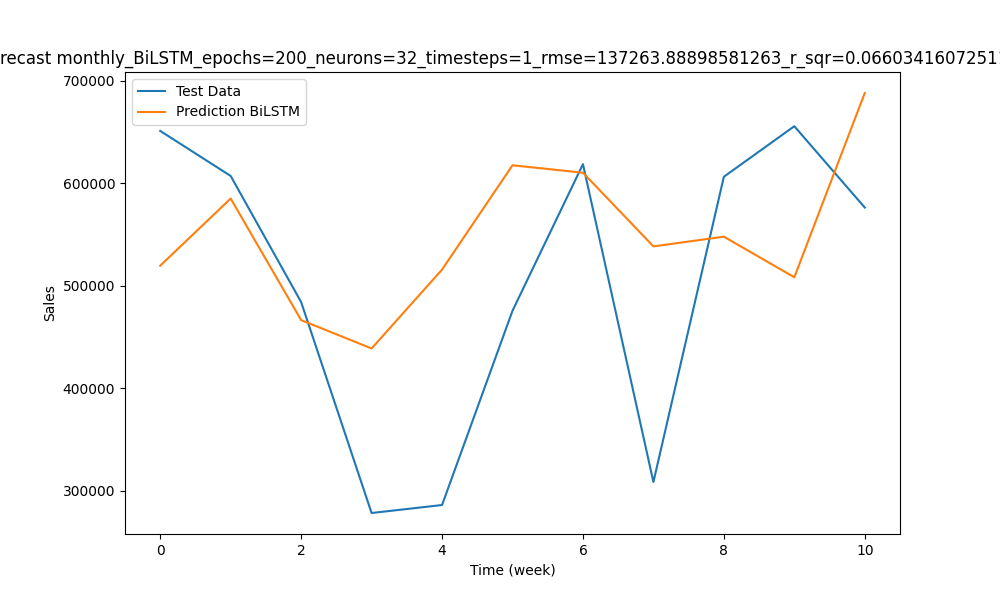 recast monthly_BiLSTM_epochs=200_neurons=32_timesteps=1_rmse=137263.88898581263_r_sqr=0.0660341607251
Test Data
Prediction BiLSTM
700000
600000
500000
400000
300000
Sales
0 2 4 6 8 10
Time (week)